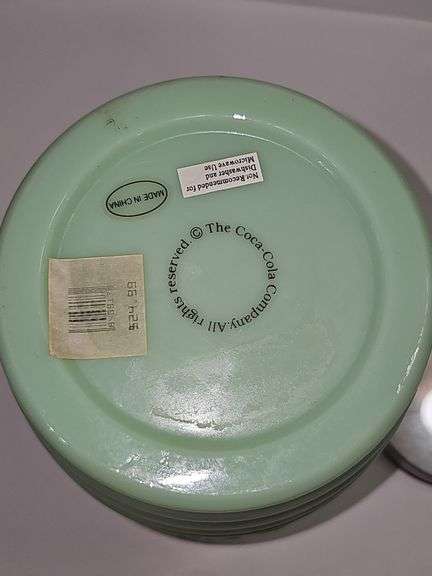 Not Recommended for
Dishwasher and
Microwave Use
MADE IN CHINA
© The Coca-Cola Company.All rights reserved.